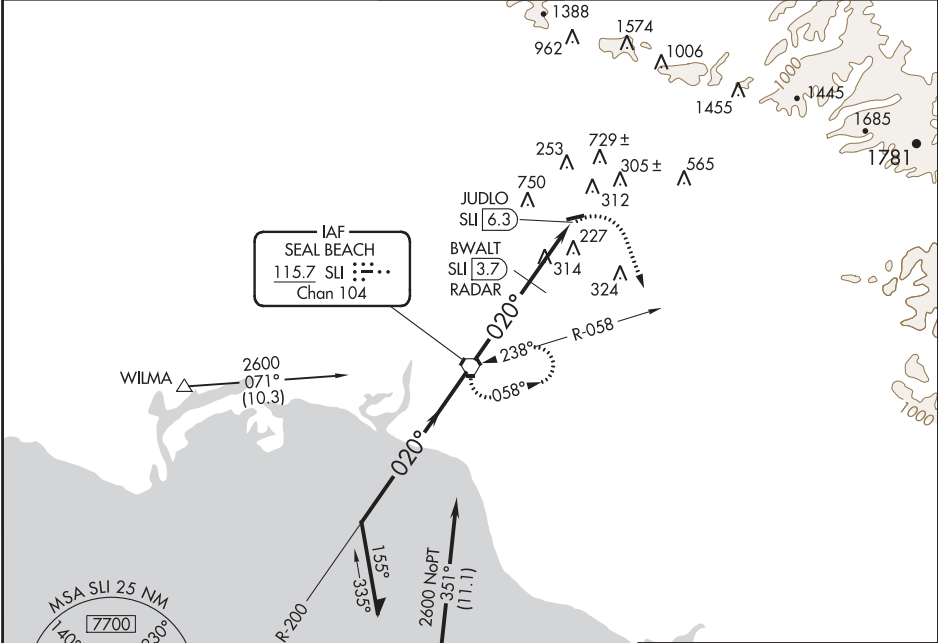 1388
962
1574
1006
1000
1455
1445
1685
1781
253
729 ±
305 ±
565
750
312
JUDLO
SLI 6.3
227
BWALT
SLI 3.7
RADAR
314
324
IAF
SEAL BEACH
115.7 SLI
Chan 104
020°
R-058
238°
058°
WILMA
2600
071°
(10.3)
1000
020°
155°
335°
2600 NoPT
351°
(11.1)
R-200
MSA SLI 25 NM
7700
140°
230°